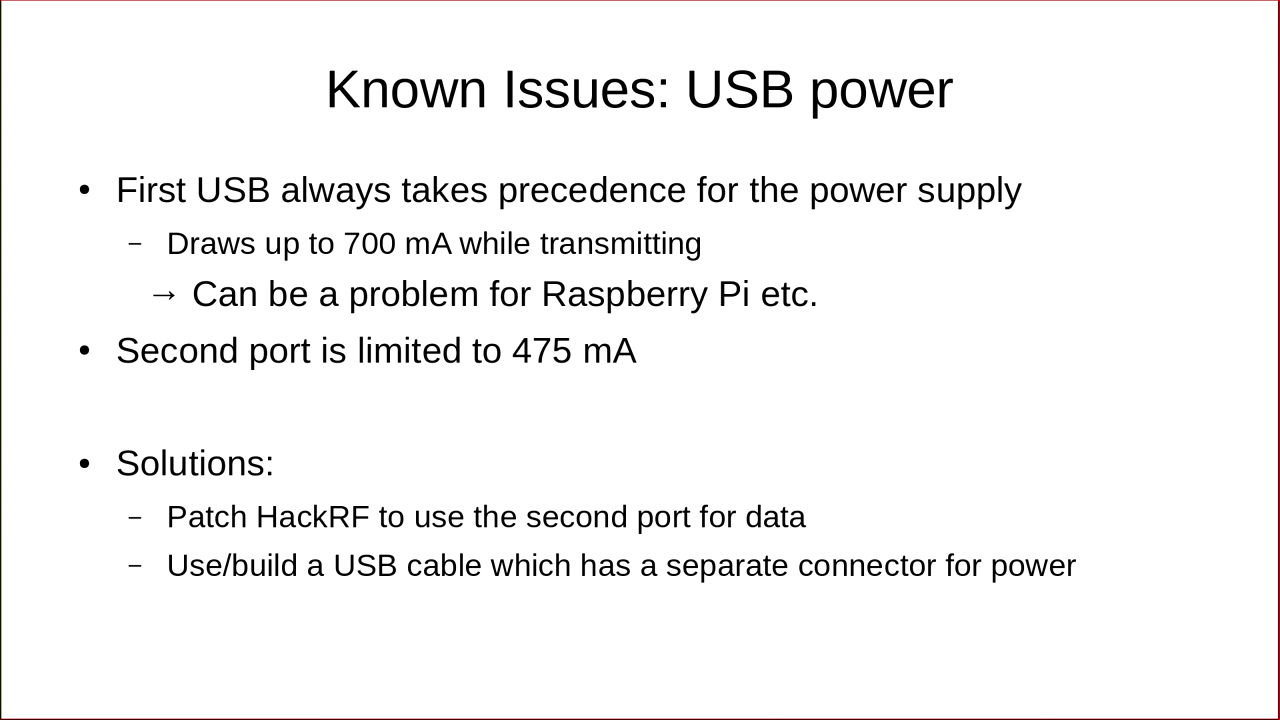 Known Issues: USB power
• First USB always takes precedence for the power supply
– Draws up to 700 mA while transmitting
→ Can be a problem for Raspberry Pi etc.
• Second port is limited to 475 mA
• Solutions:
– Patch HackRF to use the second port for data
– Use/build a USB cable which has a separate connector for power